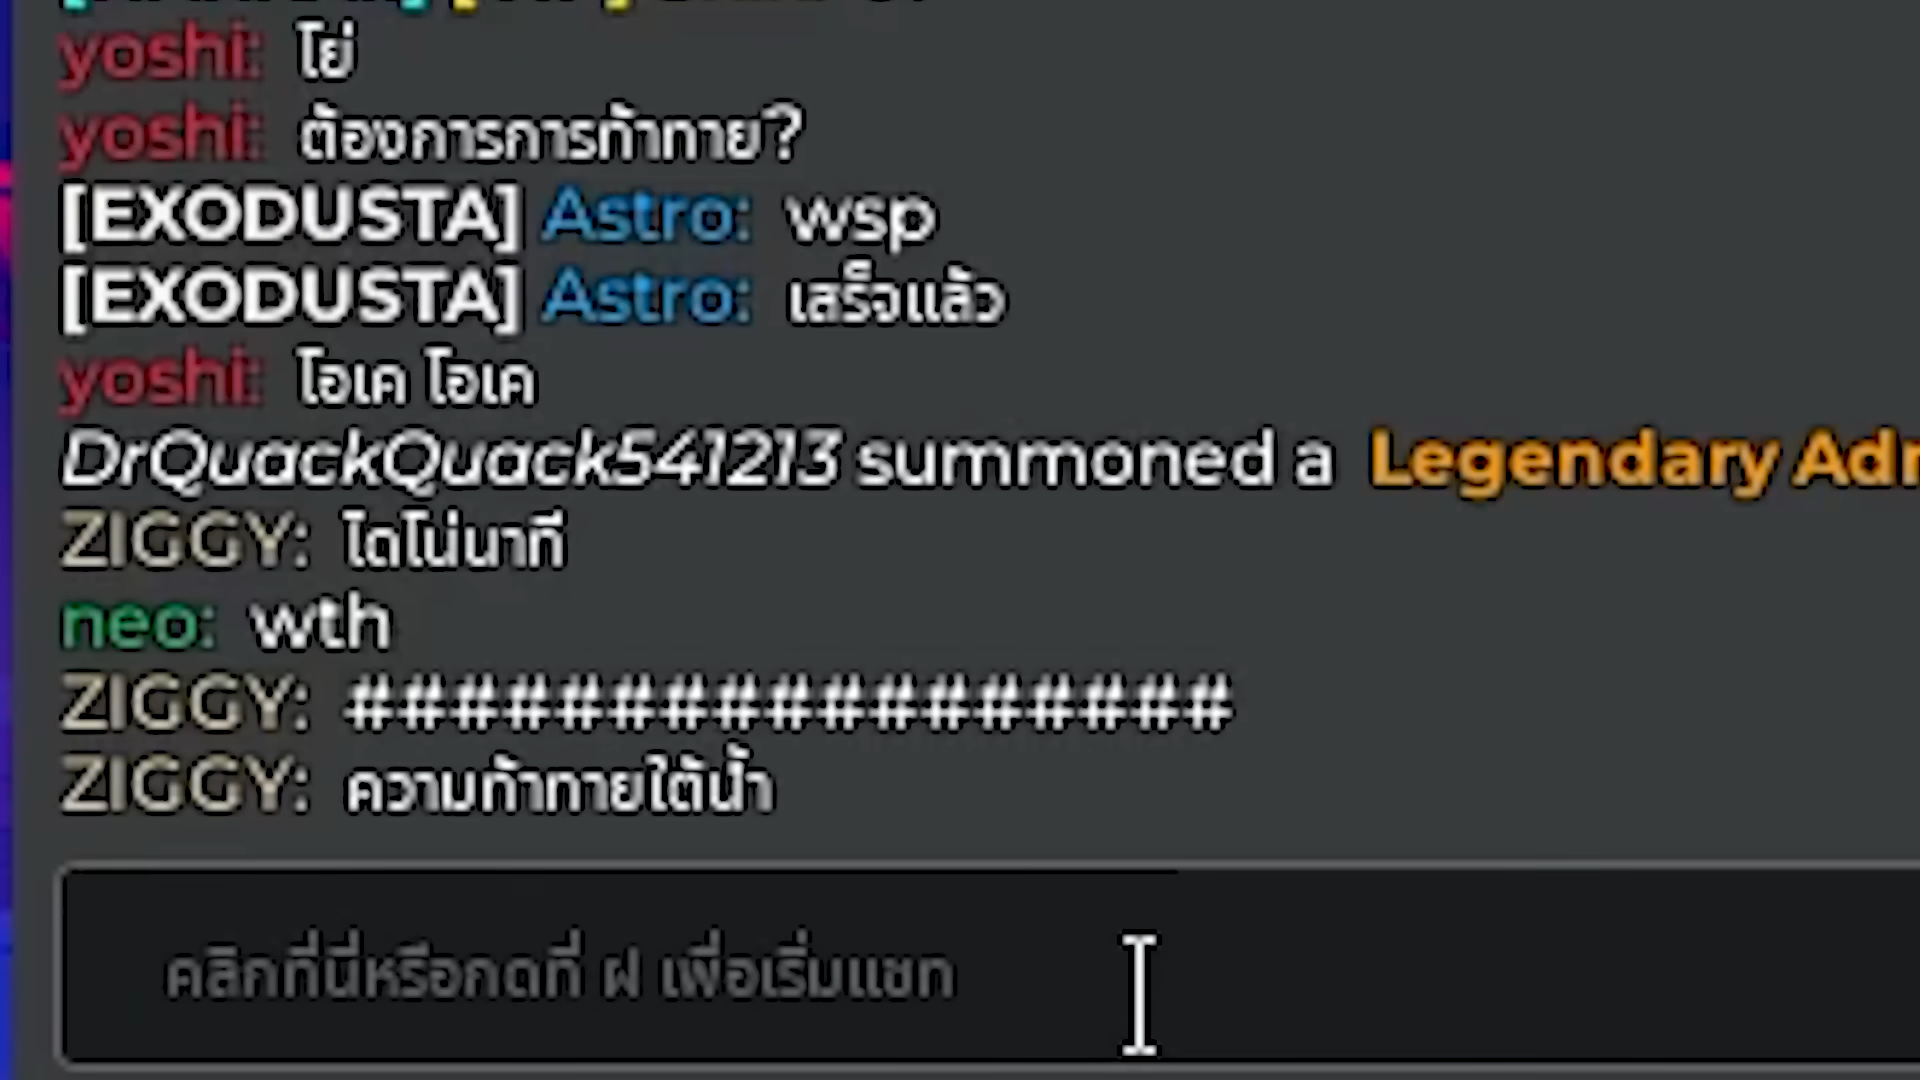 yoshi: โย่
yoshi: ต้องการการท้าทาย?
[EXODUSTA] Astro: wsp
[EXODUSTA] Astro: เสร็จแล้ว
yoshi: โอเค โอเค
DrQuackQuack541213 summoned a Legendary
ZIGGY: ไดโน่นาที
neo: wth
ZIGGY: #################
ZIGGY: ความท้าทายใต้น้ำ
คลิกที่นี่หรือกดที่ ฝ เพื่อเริ่มแชท